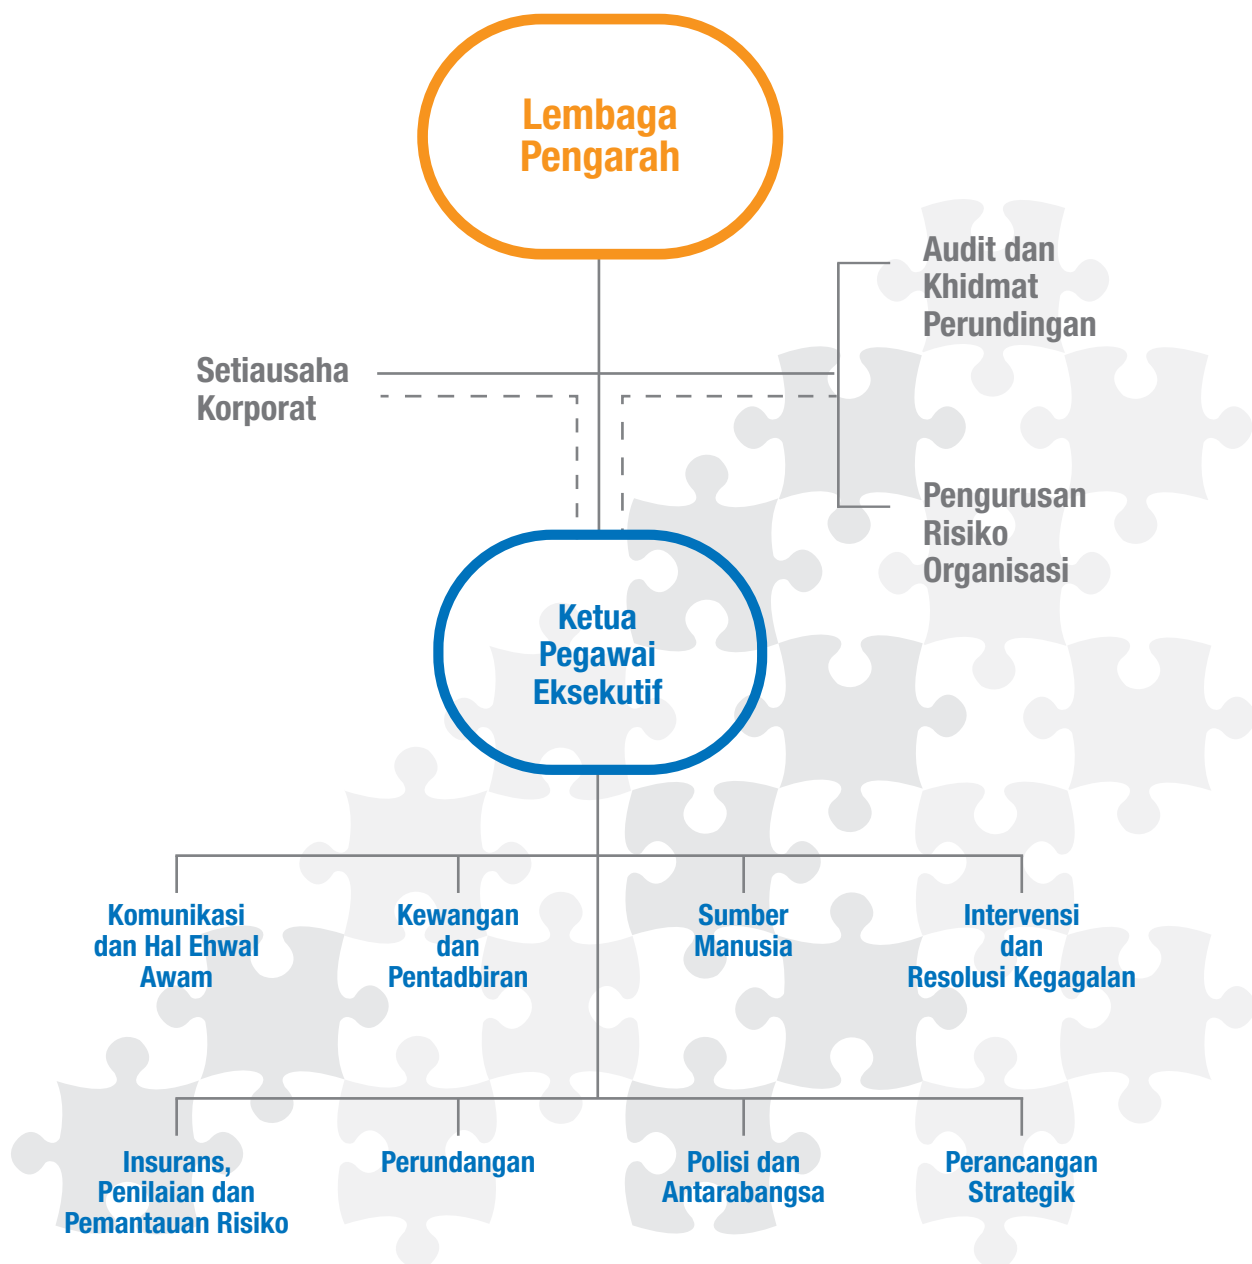 Lembaga
Pengarah
Audit dan
Khidmat
Perundingan
Setiausaha
Korporat
Pengurusan
Risiko
Organisasi
Ketua
Pegawai
Eksekutif
Komunikasi
dan Hal Ehwal
Awam
Kewangan
dan
Pentadbiran
Sumber
Manusia
Intervensi
dan
Resolusi Kegagalan
Insurans,
Penilaian dan
Pemantauan Risiko
Perundangan
Polisi dan
Antarabangsa
Perancangan
Strategik